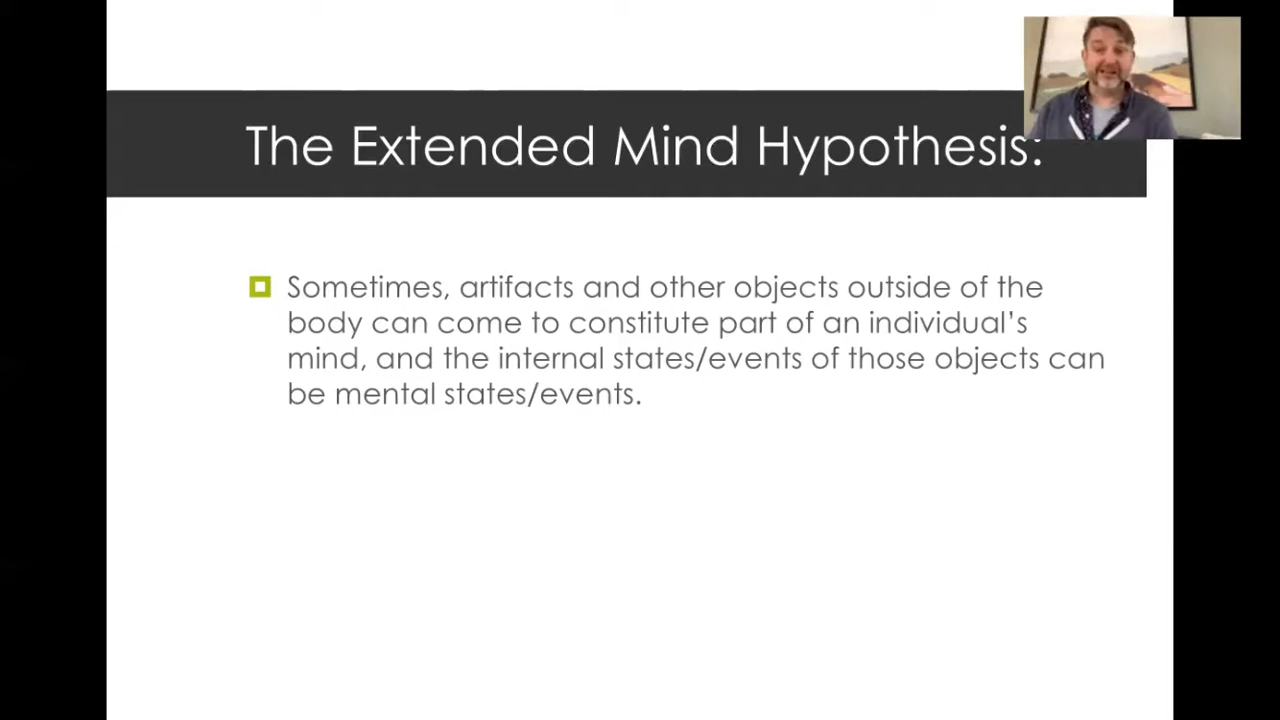 The Extended Mind Hypothesis:
Sometimes, artifacts and other objects outside of the
body can come to constitute part of an individual’s
mind, and the internal states/events of those objects can
be mental states/events.